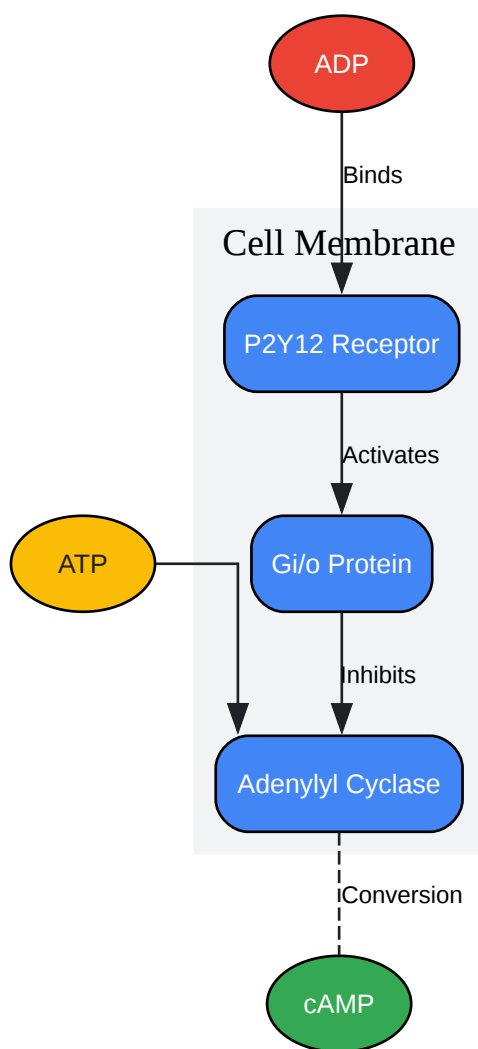 ADP
Binds
Cell Membrane
P2Y12 Receptor
Activates
ATP
Gi/o Protein
Inhibits
Adenylyl Cyclase
Conversion
cAMP